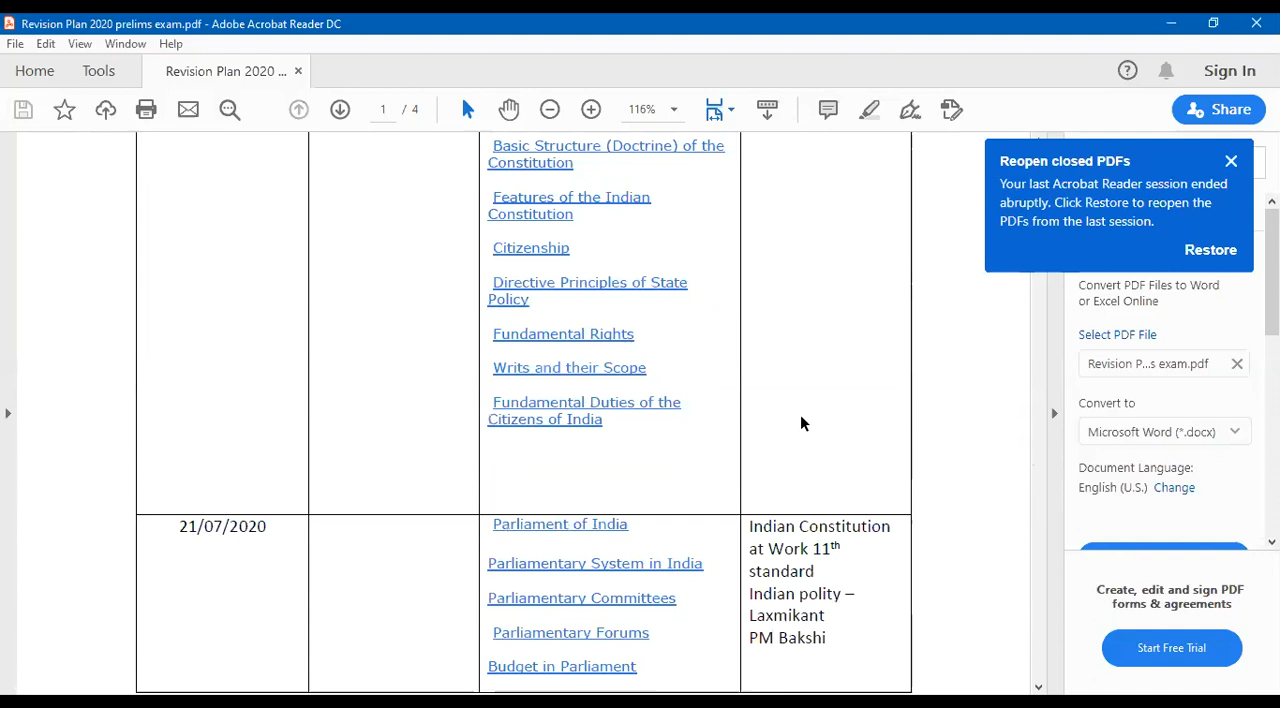 Revision Plan 2020 prelims exam.pdf - Adobe Acrobat Reader DC
File Edit View Window Help
Home Tools Revision Plan 2020 ... ×
1 / 4 116% Sign In
Share
Basic Structure (Doctrine) of the
Constitution
Features of the Indian
Constitution
Citizenship
Directive Principles of State
Policy
Fundamental Rights
Writs and their Scope
Fundamental Duties of the
Citizens of India
21/07/2020
Parliament of India
Parliamentary System in India
Parliamentary Committees
Parliamentary Forums
Budget in Parliament
Indian Constitution
at Work 11th
standard
Indian polity –
Laxmikant
PM Bakshi
Reopen closed PDFs
Your last Acrobat Reader session ended
abruptly. Click Restore to reopen the
PDFs from the last session.
Restore
Convert PDF Files to Word
or Excel Online
Select PDF File
Revision P...s exam.pdf
Convert to
Microsoft Word (*.docx)
Document Language:
English (U.S.) Change
Create, edit and sign PDF
forms & agreements
Start Free Trial